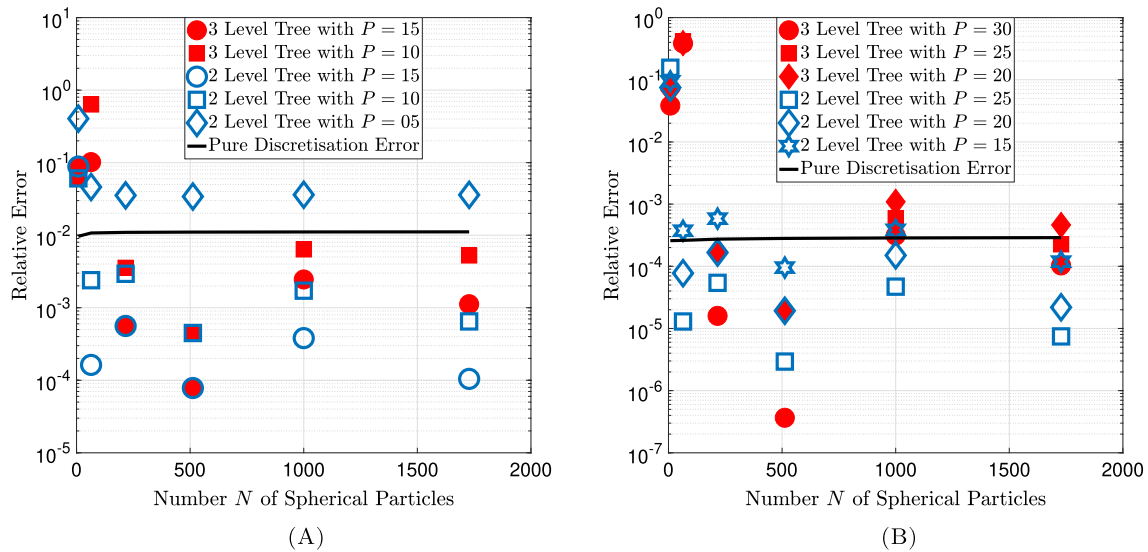 10^1
10^0
10^-1
10^-2
10^-3
10^-4
10^-5
Relative Error
3 Level Tree with P = 15
3 Level Tree with P = 10
2 Level Tree with P = 15
2 Level Tree with P = 10
2 Level Tree with P = 05
Pure Discretisation Error
0 500 1000 1500 2000
Number N of Spherical Particles
(A)
10^0
10^-1
10^-2
10^-3
10^-4
10^-5
10^-6
10^-7
Relative Error
3 Level Tree with P = 30
3 Level Tree with P = 25
3 Level Tree with P = 20
2 Level Tree with P = 25
2 Level Tree with P = 20
2 Level Tree with P = 15
Pure Discretisation Error
0 500 1000 1500 2000
Number N of Spherical Particles
(B)